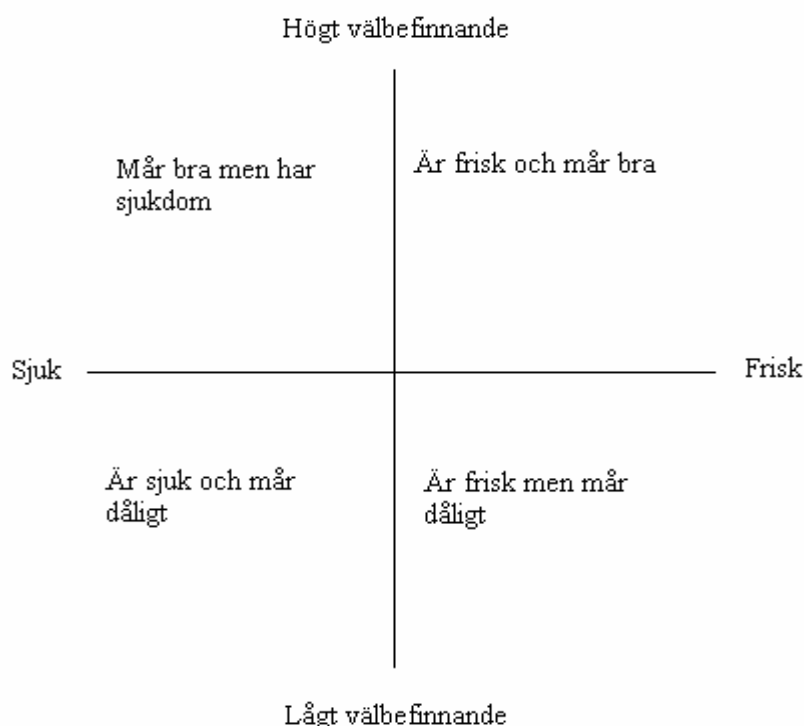 Högt välbefinnande
Mår bra men har
sjukdom
Är frisk och mår bra
Sjuk
Frisk
Är sjuk och mår
dåligt
Är frisk men mår
dåligt
Lågt välbefinnande